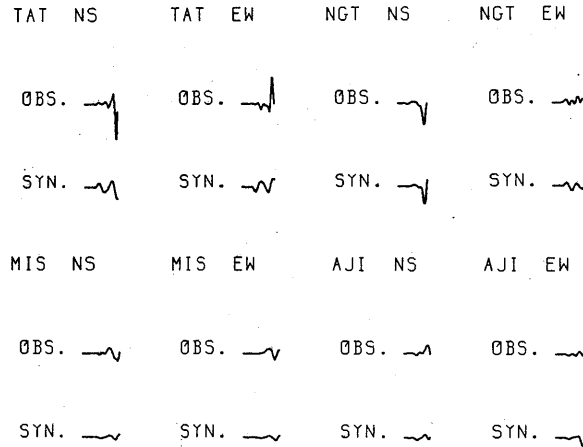 TAT NS TAT EW NGT NS NGT EW
ØBS. ØBS. ØBS. ØBS.
SYN. SYN. SYN. SYN.
MIS NS MIS EW AJI NS AJI EW
ØBS. ØBS. ØBS. ØBS.
SYN. SYN. SYN. SYN.